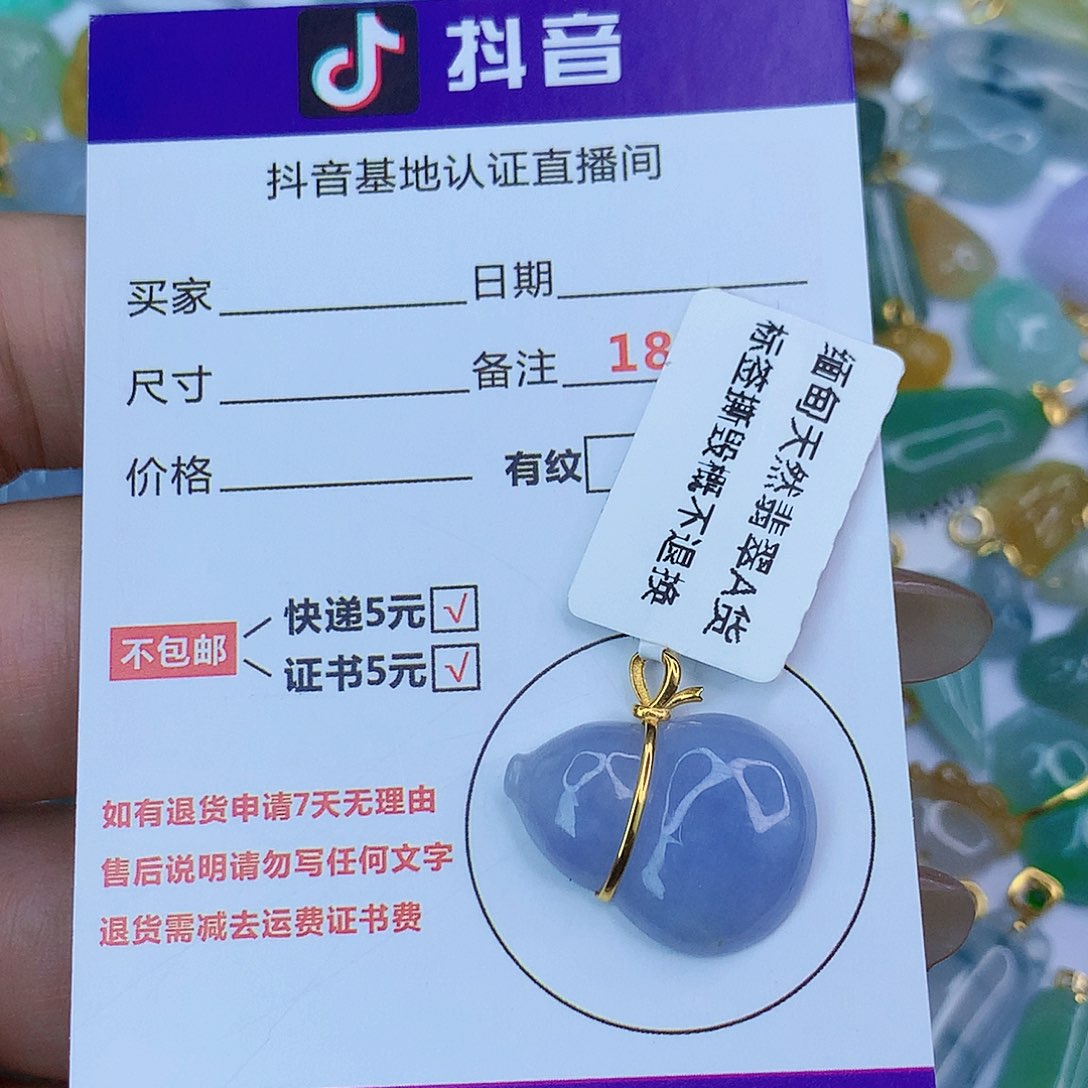 抖音
抖音基地认证直播间
买家 日期
尺寸 备注 18
价格 有纹
缅甸天然翡翠A货
标签撕毁概不退换
不包邮
快递5元 √
证书5元 √
如有退货申请7天无理由
售后说明请勿写任何文字
退货需减去运费证书费